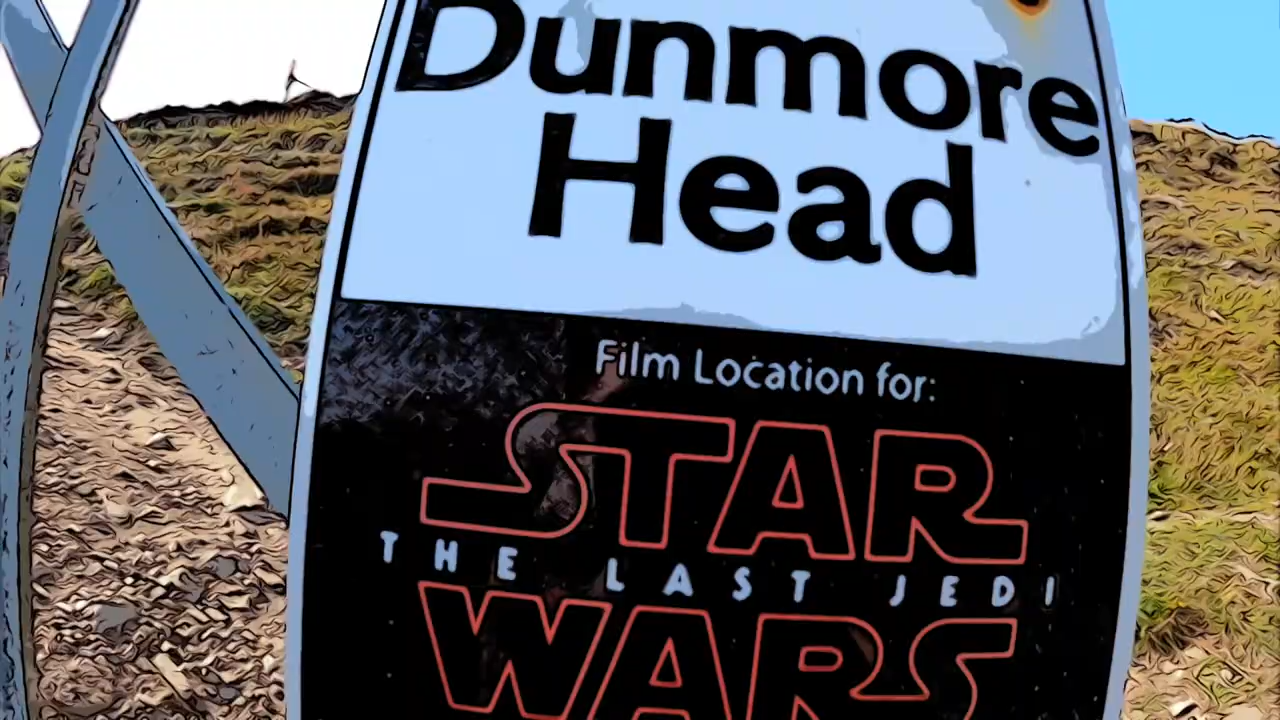 Dunmore
Head
Film Location for:
STAR
THE LAST JEDI
WARS